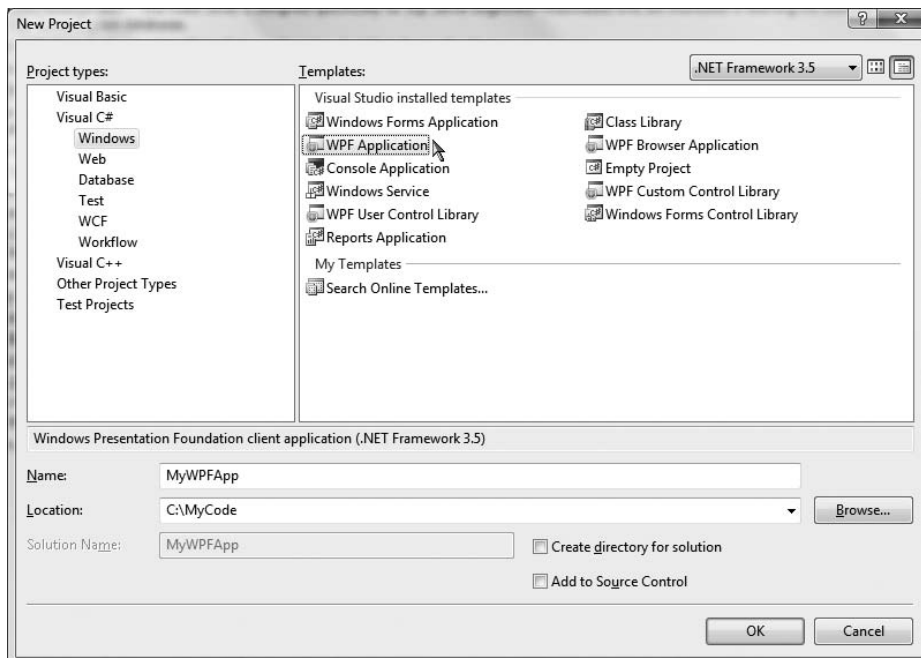 New Project
Project types:
Templates:
.NET Framework 3.5
Visual Basic
Visual C#
Windows
Web
Database
Test
WCF
Workflow
Visual C++
Other Project Types
Test Projects
Visual Studio installed templates
Windows Forms Application
Class Library
WPF Application
WPF Browser Application
Console Application
Empty Project
Windows Service
WPF Custom Control Library
WPF User Control Library
Windows Forms Control Library
Reports Application
My Templates
Search Online Templates...
Windows Presentation Foundation client application (.NET Framework 3.5)
Name:
MyWPFApp
Location:
C:\MyCode
Browse...
Solution Name:
MyWPFApp
Create directory for solution
Add to Source Control
OK
Cancel